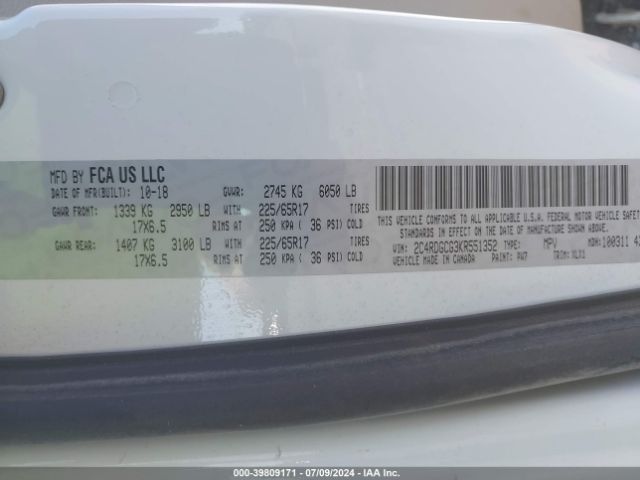 MFD BY FCA US LLC
DATE OF MFR(BUILT): 10-18 GVWR: 2745 KG 6050 LB
GAWR FRONT: 1339 KG 2950 LB WITH 225/65R17 TIRES
17X6.5 RIMS AT 250 KPA ( 36 PSI) COLD
GAWR REAR: 1407 KG 3100 LB WITH 225/65R17 TIRES
17X6.5 RIMS AT 250 KPA ( 36 PSI) COLD
THIS VEHICLE CONFORMS TO ALL APPLICABLE U.S.A. FEDERAL MOTOR VEHICLE SAFETY
STANDARDS IN EFFECT ON THE DATE OF MANUFACTURE SHOWN ABOVE.
VIN: 2C4RDGCG3KR551352 TYPE: MPV MDH:100311
VEHICLE MADE IN CANADA PAINT: PW7 TRIM:
000-39809171 - 07/09/2024 - IAA Inc.